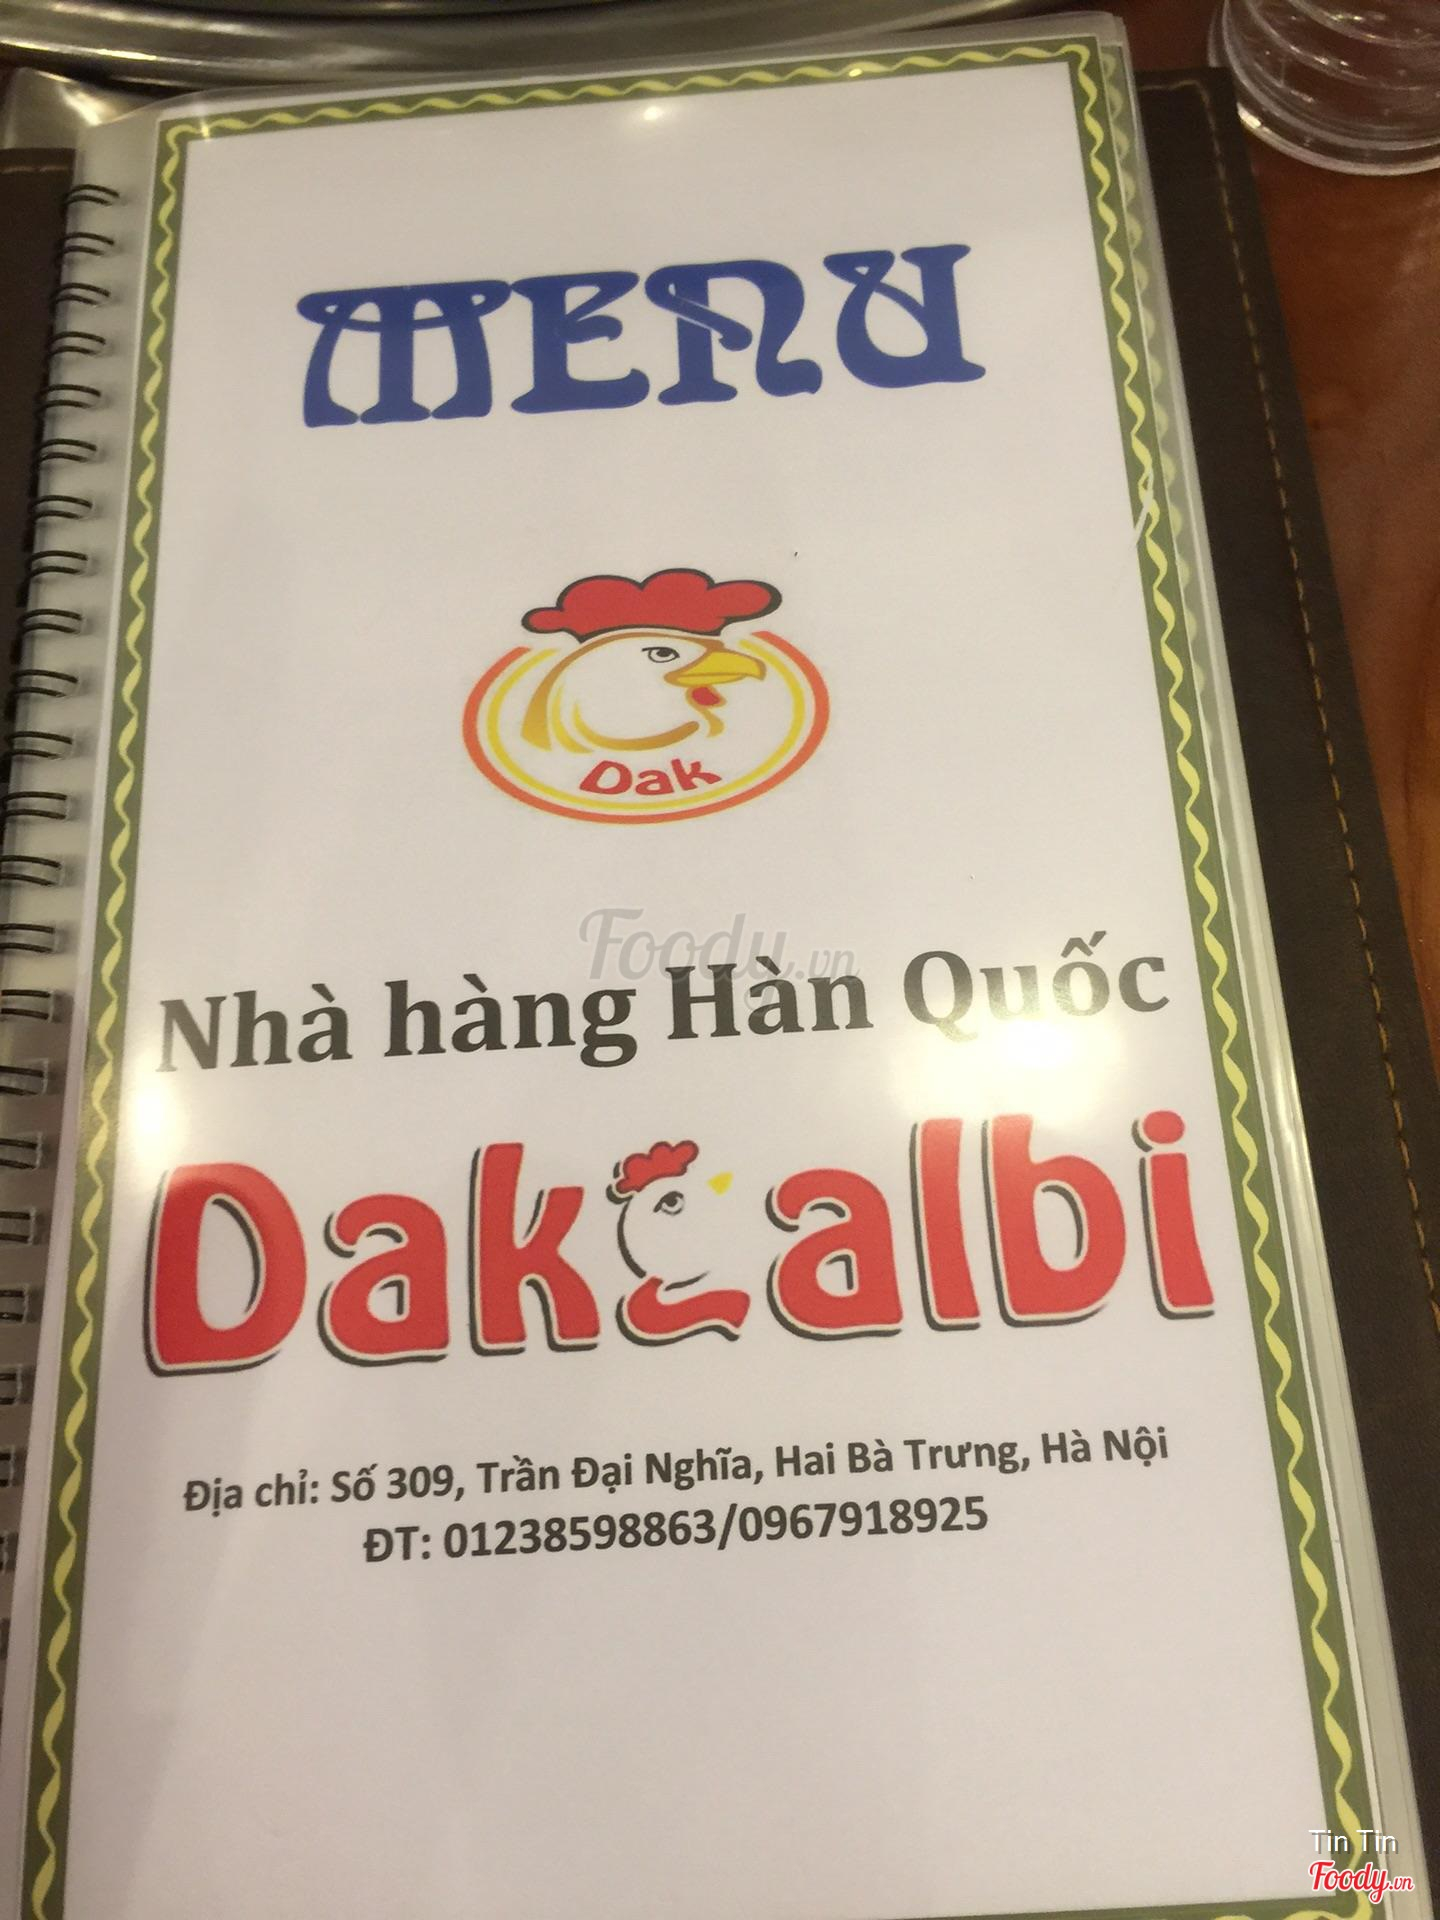 MENU
Dak
Foody.vn
Nhà hàng Hàn Quốc
Dakcalbi
Địa chỉ: Số 309, Trần Đại Nghĩa, Hai Bà Trưng, Hà Nội
ĐT: 01238598863/0967918925
Tin Tin
Foody.vn